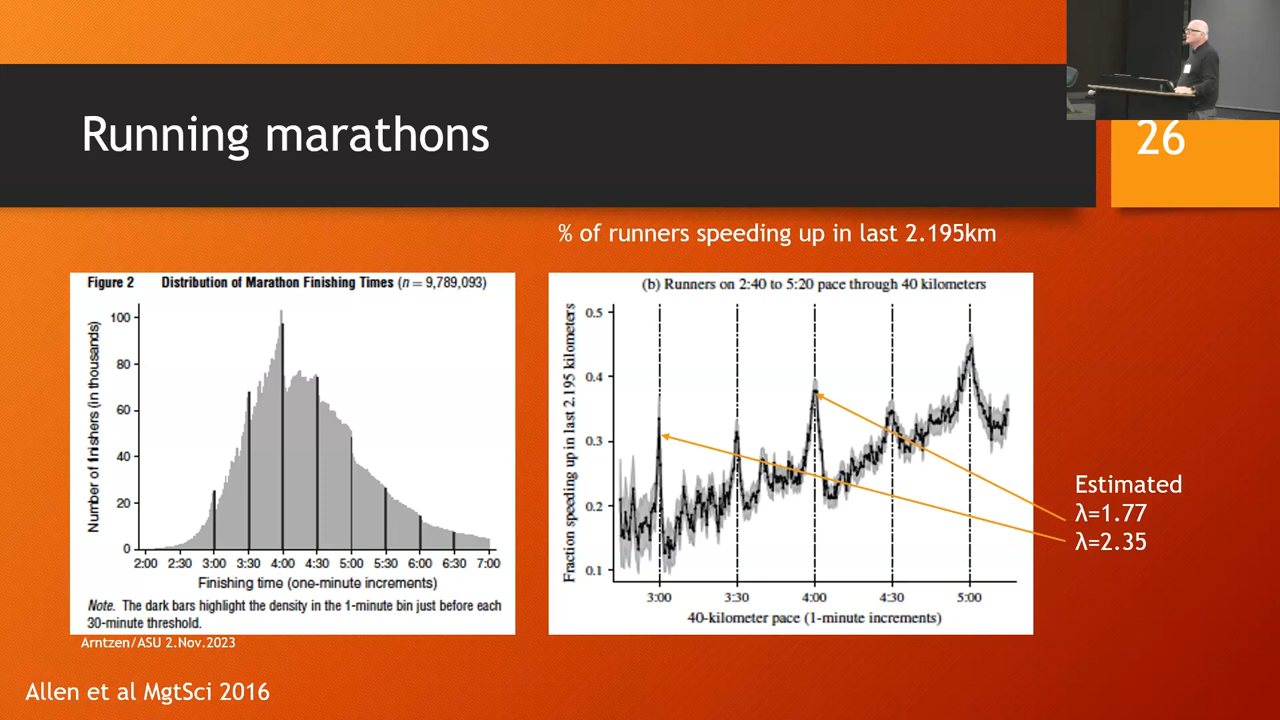 Running marathons
26
% of runners speeding up in last 2.195km
Figure 2 Distribution of Marathon Finishing Times (n = 9,789,093)
Number of finishers (in thousands)
100
80
60
40
20
0
2:00 2:30 3:00 3:30 4:00 4:30 5:00 5:30 6:00 6:30 7:00
Finishing time (one-minute increments)
Note. The dark bars highlight the density in the 1-minute bin just before each
30-minute threshold.
(b) Runners on 2:40 to 5:20 pace through 40 kilometers
Fraction speeding up in last 2.195 kilometers
0.5
0.4
0.3
0.2
0.1
3:00 3:30 4:00 4:30 5:00
40-kilometer pace (1-minute increments)
Estimated
λ=1.77
λ=2.35
Arntzen/ASU 2.Nov.2023
Allen et al MgtSci 2016